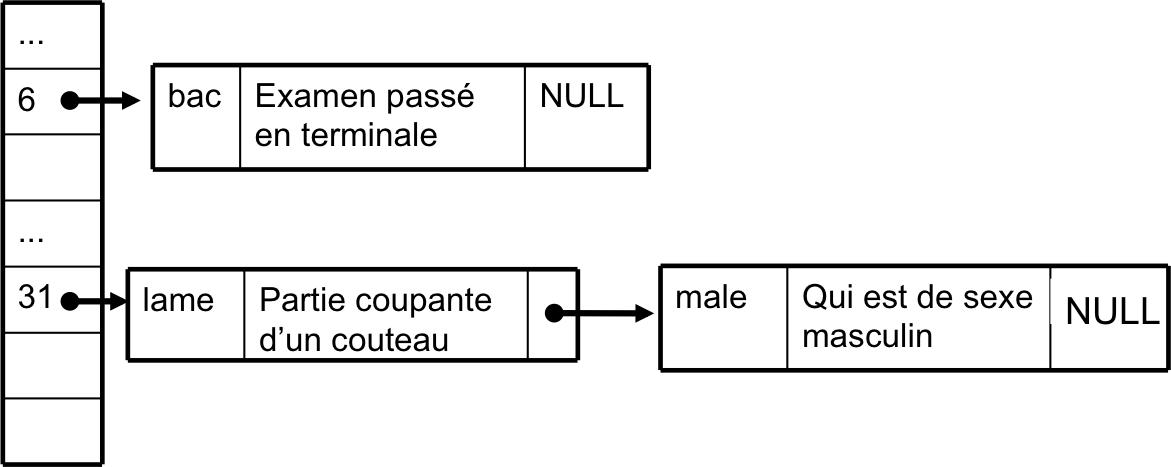 ...
6
bac
Examen passé
en terminale
NULL
...
31
lame
Partie coupante
d’un couteau
male
Qui est de sexe
masculin
NULL